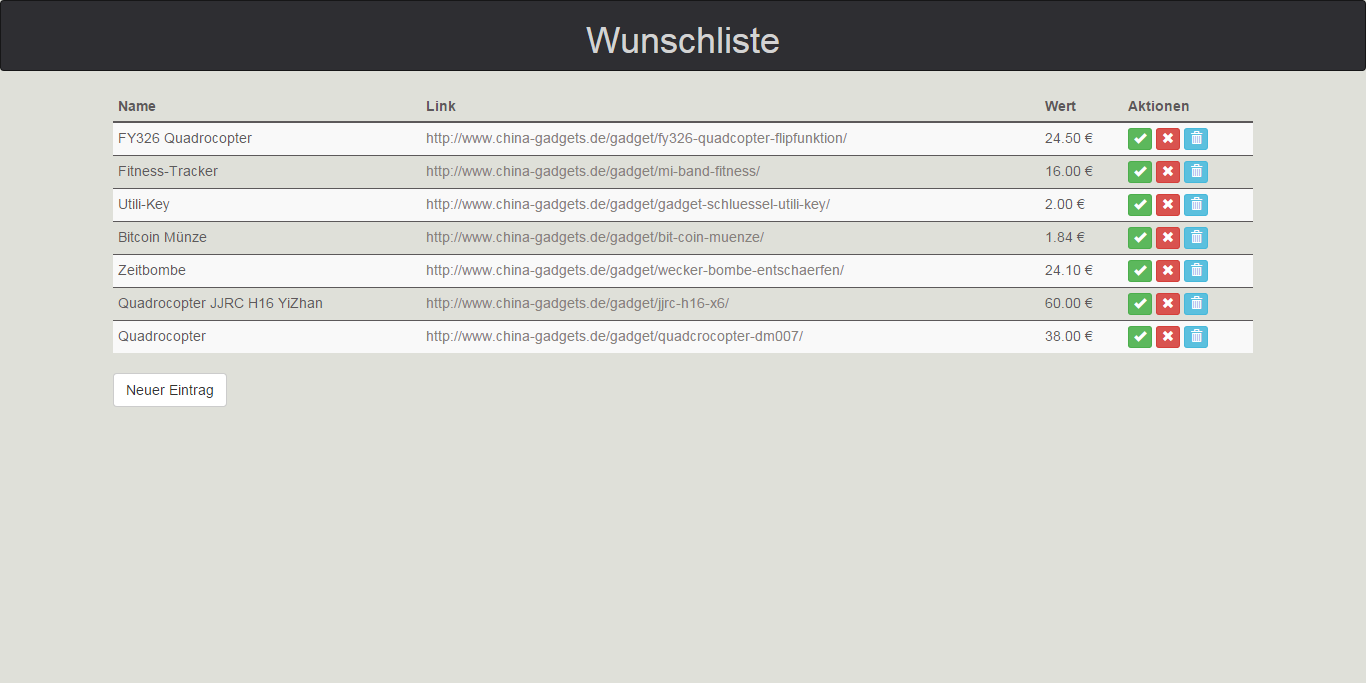 Wunschliste
Name Link Wert Aktionen
FY326 Quadrocopter http://www.china-gadgets.de/gadget/fy326-quadcopter-flipfunktion/ 24.50 €
Fitness-Tracker http://www.china-gadgets.de/gadget/mi-band-fitness/ 16.00 €
Utili-Key http://www.china-gadgets.de/gadget/gadget-schluessel-utili-key/ 2.00 €
Bitcoin Münze http://www.china-gadgets.de/gadget/bit-coin-muenze/ 1.84 €
Zeitbombe http://www.china-gadgets.de/gadget/wecker-bombe-entschaerfen/ 24.10 €
Quadrocopter JJRC H16 YiZhan http://www.china-gadgets.de/gadget/jjrc-h16-x6/ 60.00 €
Quadrocopter http://www.china-gadgets.de/gadget/quadcrocopter-dm007/ 38.00 €
Neuer Eintrag